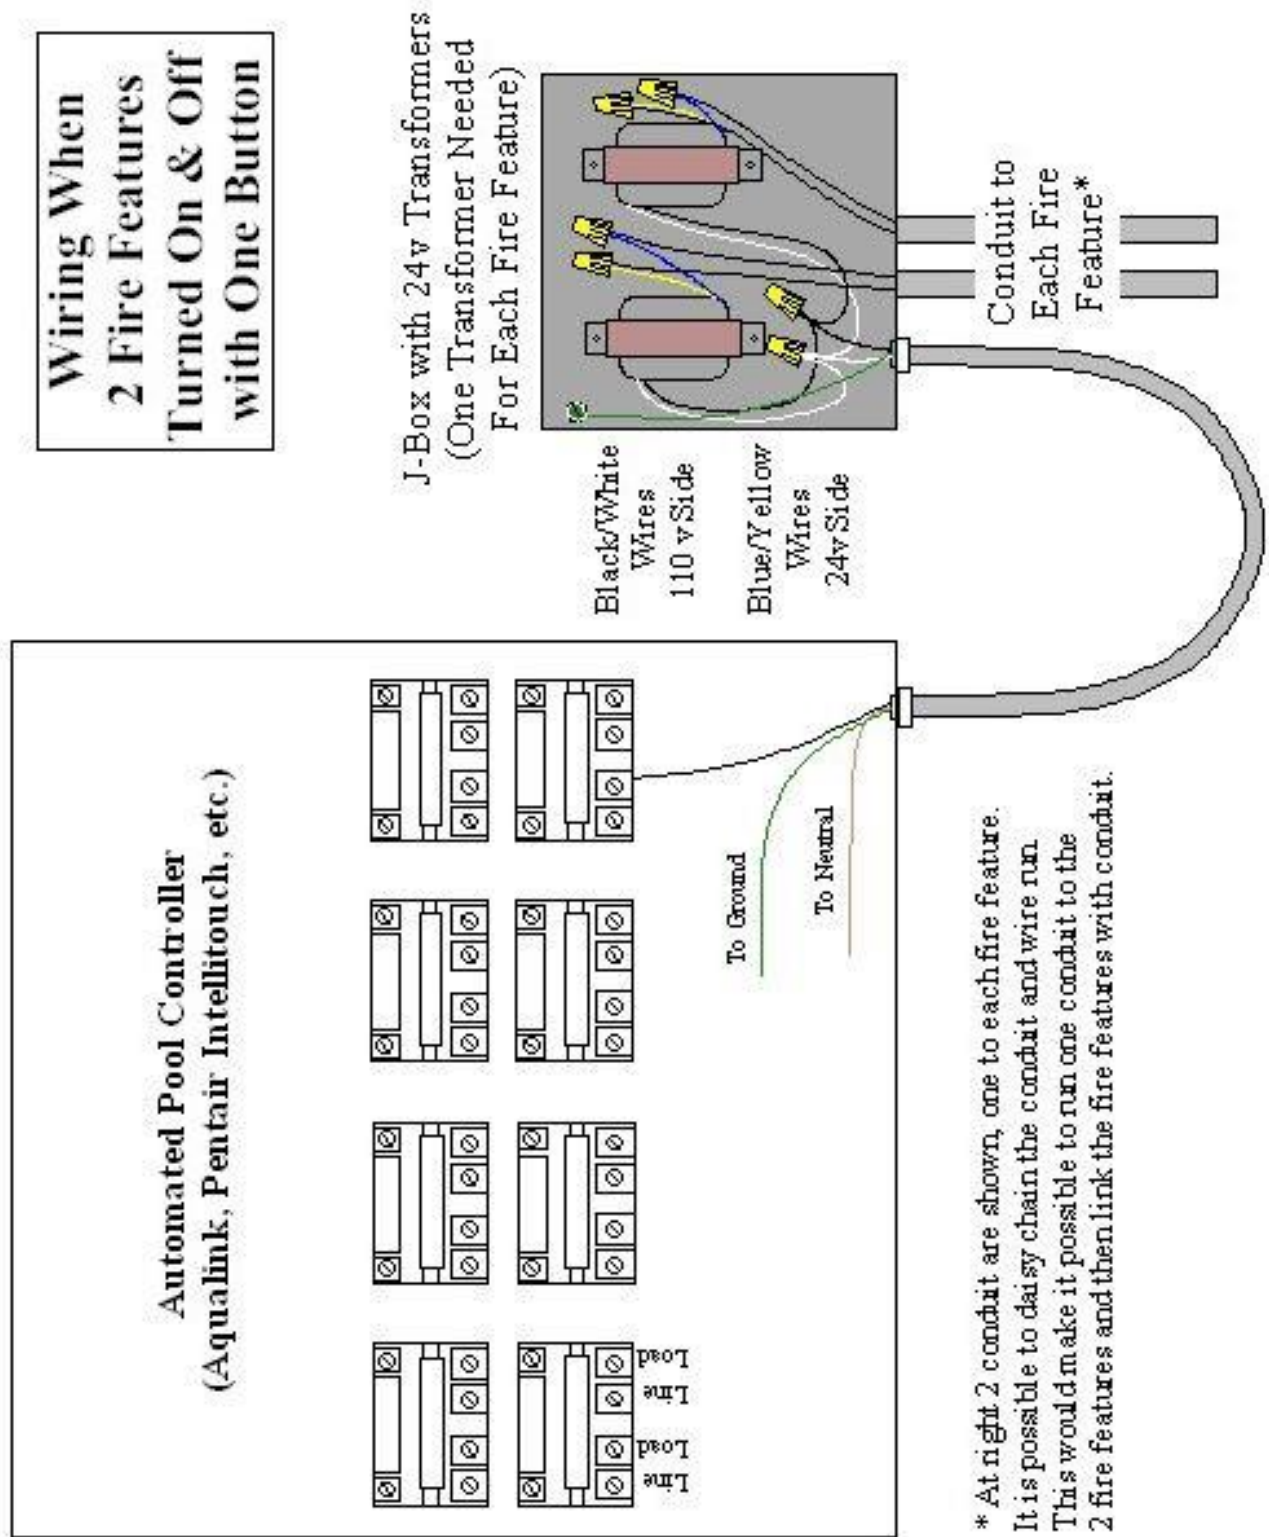 Wiring When
2 Fire Features
Turned On & Off
with One Button
Automated Pool Controller
(Aqualink, Pentair Intellitouch, etc.)
J-Box with 24v Transformers
(One Transformer Needed
For Each Fire Feature)
Black/White
Wires
110 v Side
Blue/Yellow
Wires
24v Side
Line
Load
Line
Load
To Ground
To Neutral
Conduit to
Each Fire
Feature*
* At right 2 conduit are shown, one to each fire feature.
It is possible to daisy chain the conduit and wire run.
This would make it possible to run one conduit to the
2 fire features and then link the fire features with conduit.